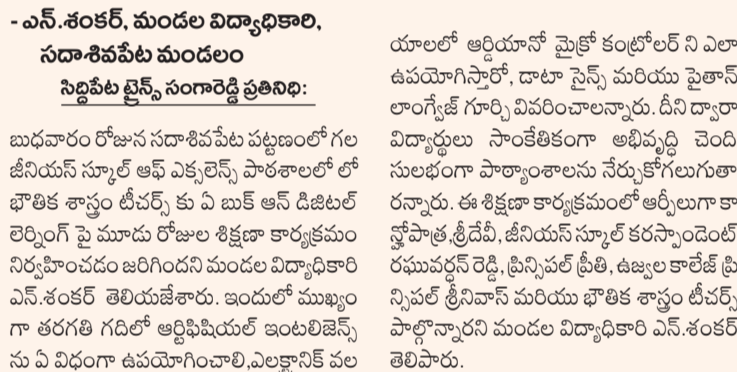 - ఎన్.శంకర్, మండల విద్యాధికారి,
సదాశివపేట మండలం
సిద్దిపేట టైన్స్ సంగారెడ్డి ప్రతినిధి:
బుధవారం రోజున సదాశివపేట పట్టణంలో గల
జీనియస్ స్కూల్ ఆఫ్ ఎక్సలెన్స్ పాఠశాలలో లో
భౌతిక శాస్త్రం టీచర్స్ కు ఏ బుక్ ఆన్ డిజిటల్
లెర్నింగ్ పై మూడు రోజుల శిక్షణా కార్యక్రమం
నిర్వహించడం జరిగిందని మండల విద్యాధికారి
ఎన్.శంకర్ తెలియజేశారు. ఇందులో ముఖ్యం
గా తరగతి గదిలో ఆర్టిఫిషియల్ ఇంటలిజెన్స్
ను ఏ విధంగా ఉపయోగించాలి,ఎలక్ట్రానిక్ వల
యాలలో ఆర్డియానో మైక్రో కంట్రోలర్ ని ఎలా
ఉపయోగిస్తారో, డాటా సైన్స్ మరియు పైతాన్
లాంగ్వేజ్ గూర్చి వివరించాలన్నారు. దీని ద్వారా
విద్యార్థులు సాంకేతికంగా అభివృద్ధి చెంది
సులభంగా పాఠ్యాంశాలను నేర్చుకోగలుగుతా
రన్నారు. ఈ శిక్షణా కార్యక్రమంలో ఆర్పీలుగా కా
న్హోపాత్ర,శ్రీదేవి, జీనియస్ స్కూల్ కరస్పాండెంట్
రఘువర్ధన్ రెడ్డి, ప్రిన్సిపల్ ప్రీతి, ఉజ్వల కాలేజ్ ప్రి
న్సిపల్ శ్రీనివాస్ మరియు భౌతిక శాస్త్రం టీచర్స్
పాల్గొన్నారని మండల విద్యాధికారి ఎన్.శంకర్
తెలిపారు.